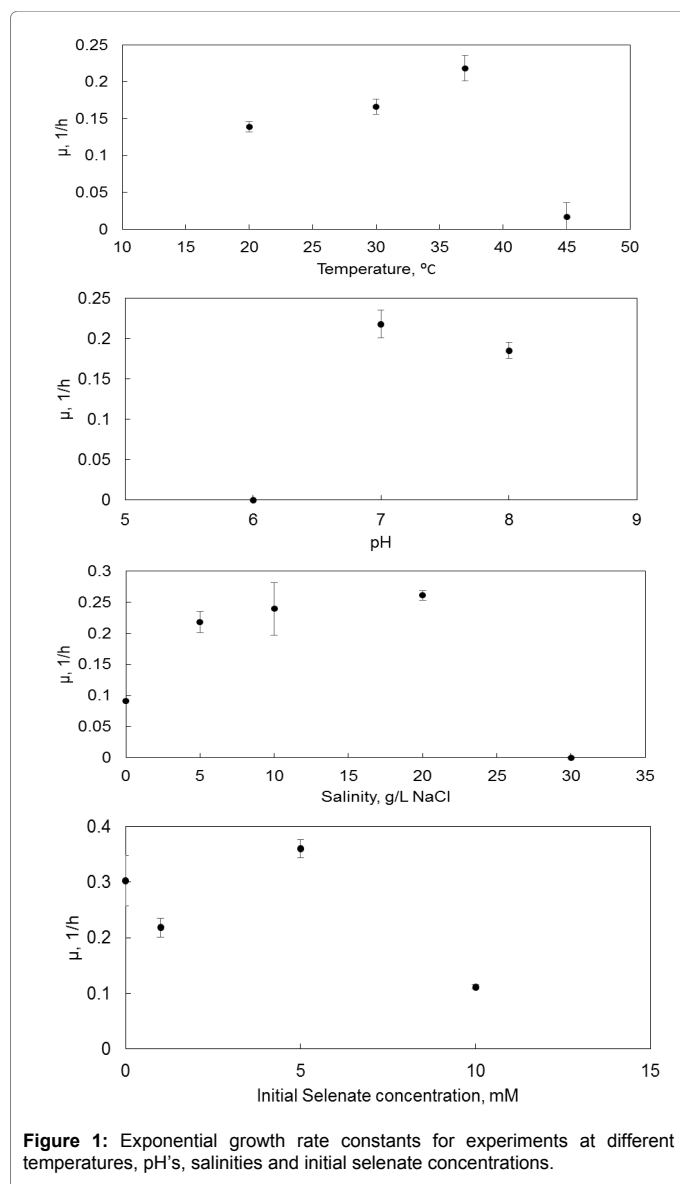 0.25
0.2
0.15
0.1
0.05
0
μ, 1/h
10 15 20 25 30 35 40 45 50
Temperature, ºC
0.25
0.2
0.15
0.1
0.05
0
μ, 1/h
5 6 7 8 9
pH
0.3
0.25
0.2
0.15
0.1
0.05
0
μ, 1/h
0 5 10 15 20 25 30 35
Salinity, g/L NaCl
0.4
0.3
0.2
0.1
0
μ, 1/h
0 5 10 15
Initial Selenate concentration, mM
Figure 1: Exponential growth rate constants for experiments at different
temperatures, pH's, salinities and initial selenate concentrations.